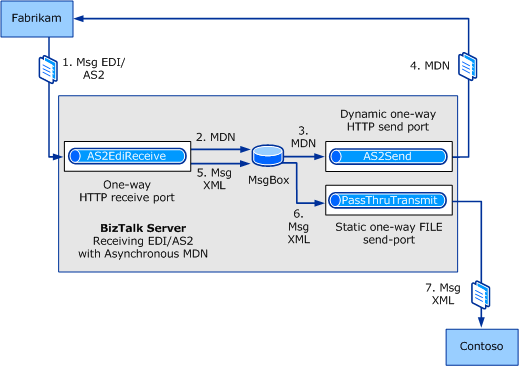 Fabrikam
1. Msg EDI/
AS2
4. MDN
Dynamic one-way
HTTP send port
2. MDN
3.
MDN
AS2EdiReceive
AS2Send
5. Msg
XML
MsgBox
One-way
HTTP receive port
PassThruTransmit
6.
Msg
XML
BizTalk Server
Receiving EDI/AS2
with Asynchronous MDN
Static one-way FILE
send-port
7. Msg
XML
Contoso